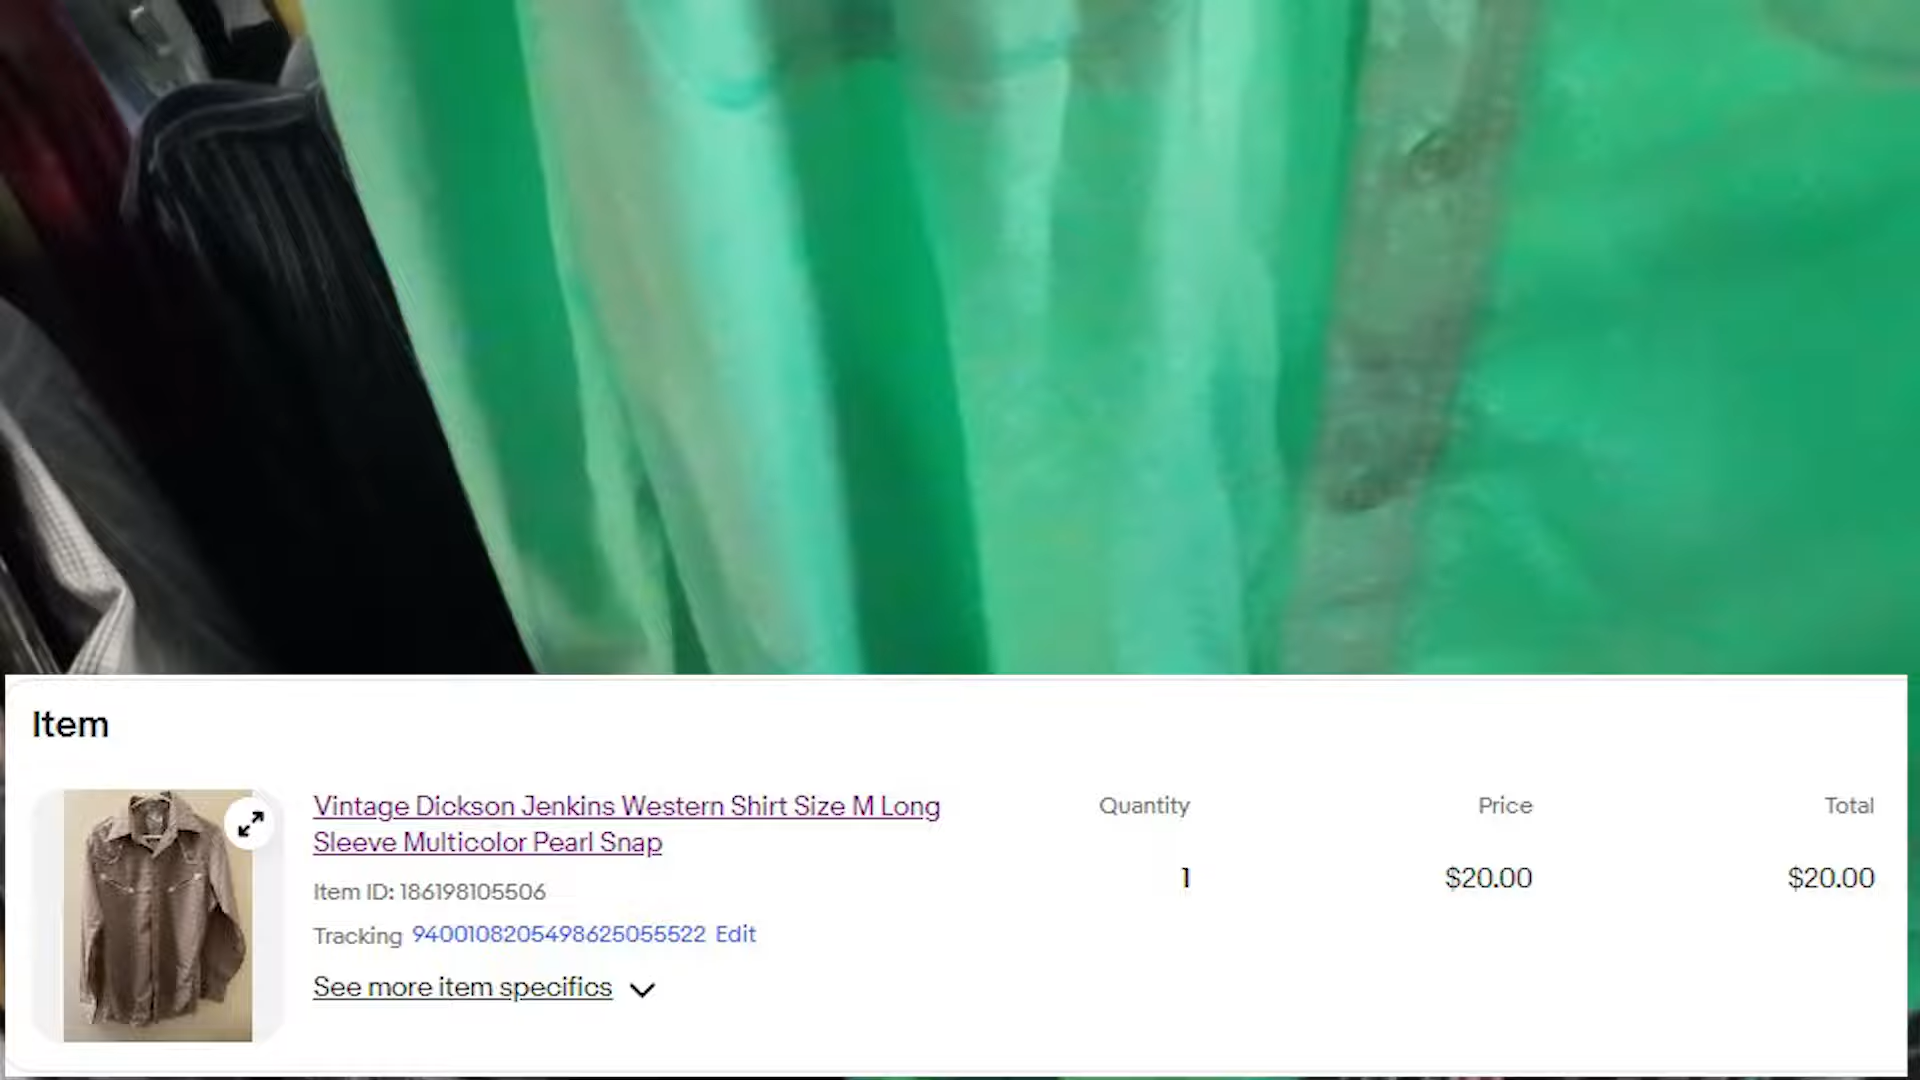 Item
Vintage Dickson Jenkins Western Shirt Size M Long
Sleeve Multicolor Pearl Snap
Item ID: 186198105506
Tracking 9400108205498625055522 Edit
See more item specifics
Quantity
1
Price
$20.00
Total
$20.00